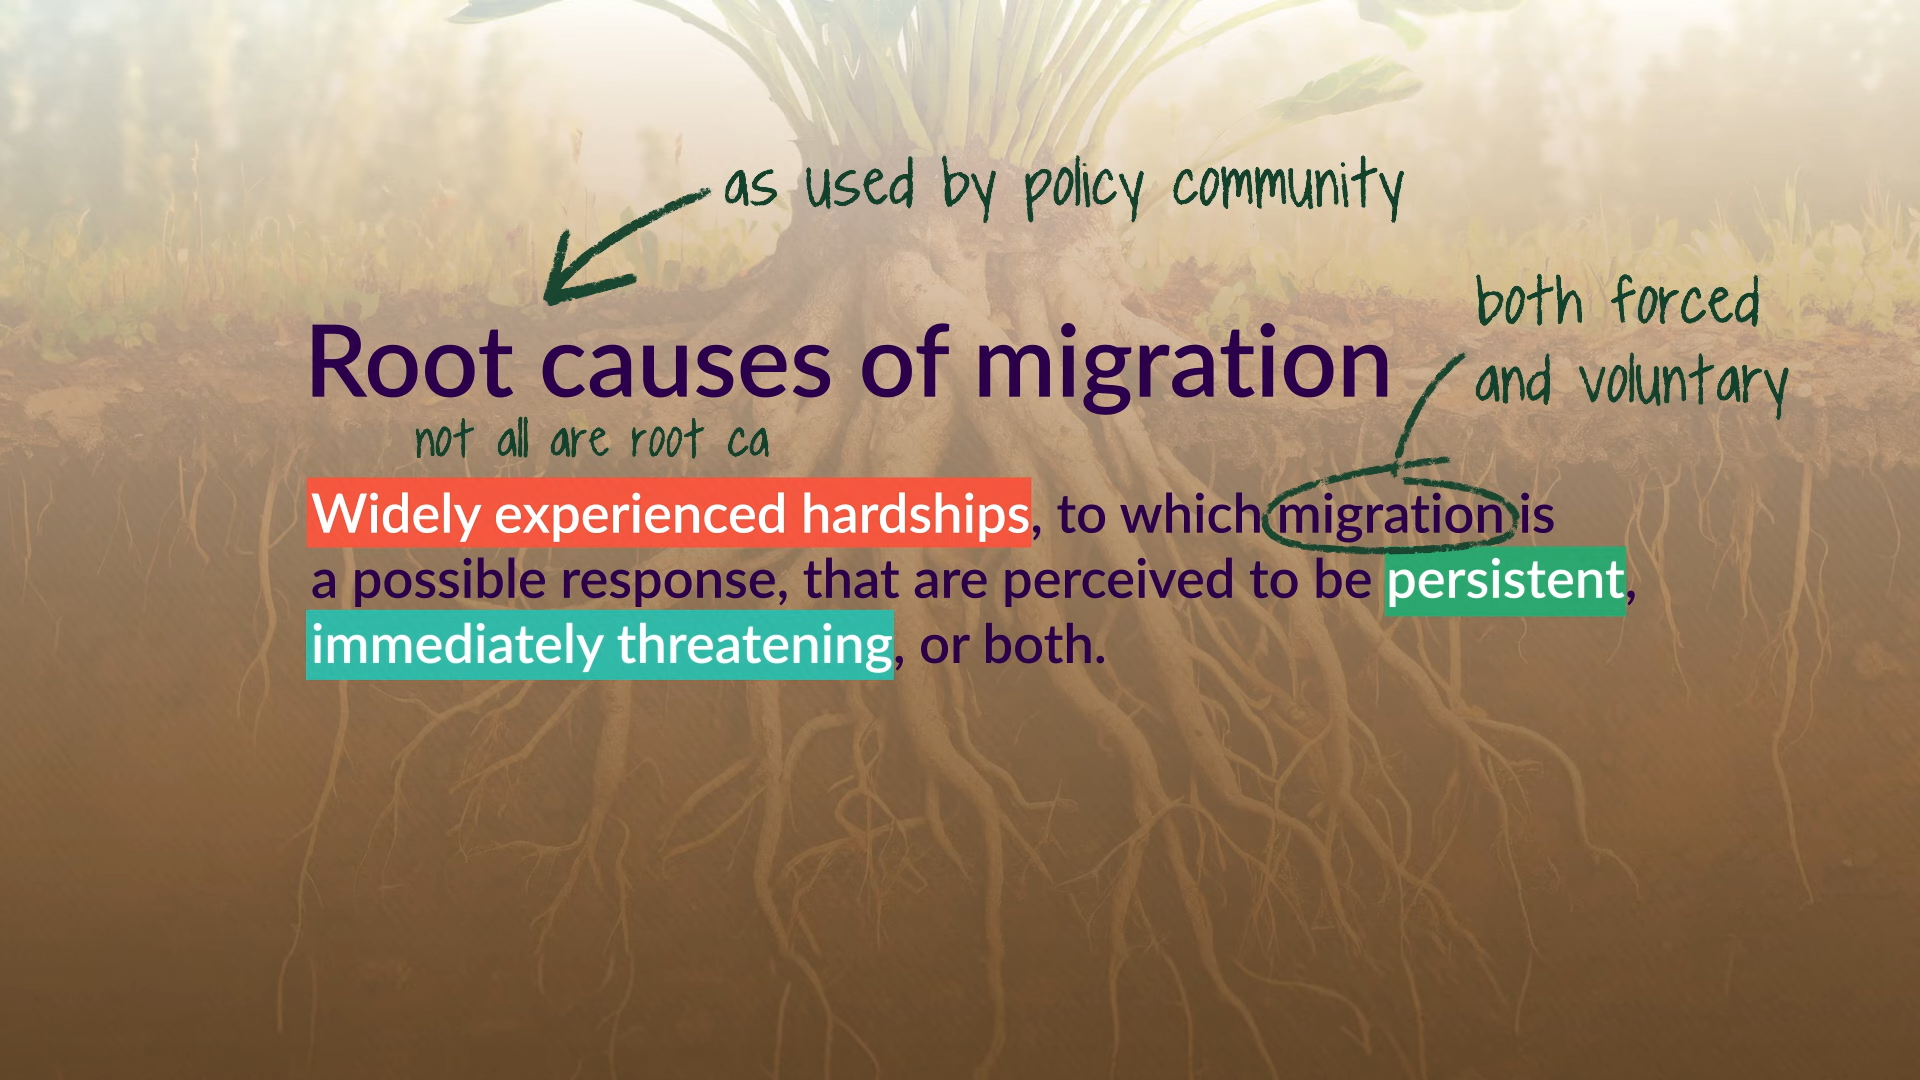 as used by policy community
both forced
and voluntary
Root causes of migration
not all are root ca
Widely experienced hardships, to which migration is
a possible response, that are perceived to be persistent,
immediately threatening, or both.